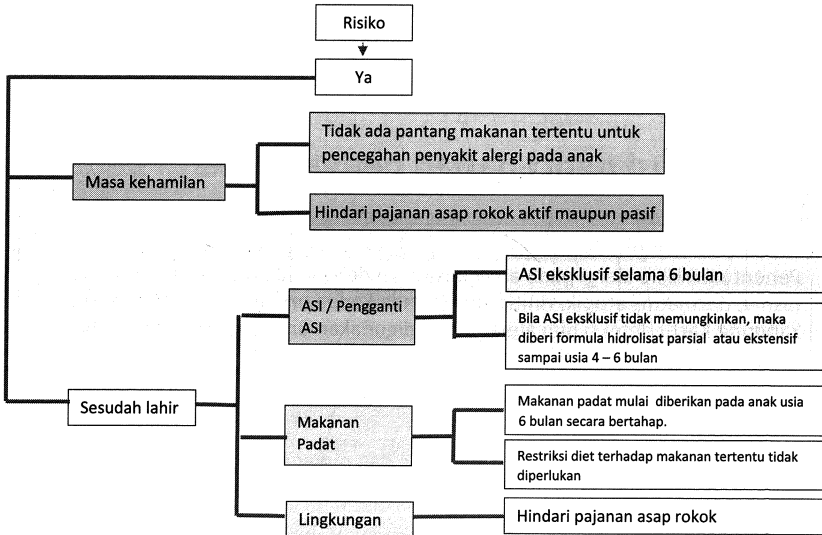 Risiko
Ya
Tidak ada pantang makanan tertentu untuk
pencegahan penyakit alergi pada anak
Masa kehamilan
Hindari pajanan asap rokok aktif maupun pasif
ASI eksklusif selama 6 bulan
ASI / Pengganti
ASI
Bila ASI eksklusif tidak memungkinkan, maka
diberi formula hidrolisat parsial atau ekstensif
sampai usia 4 – 6 bulan
Sesudah lahir
Makanan padat mulai diberikan pada anak usia
6 bulan secara bertahap.
Makanan
Padat
Restriksi diet terhadap makanan tertentu tidak
diperlukan
Lingkungan
Hindari pajanan asap rokok